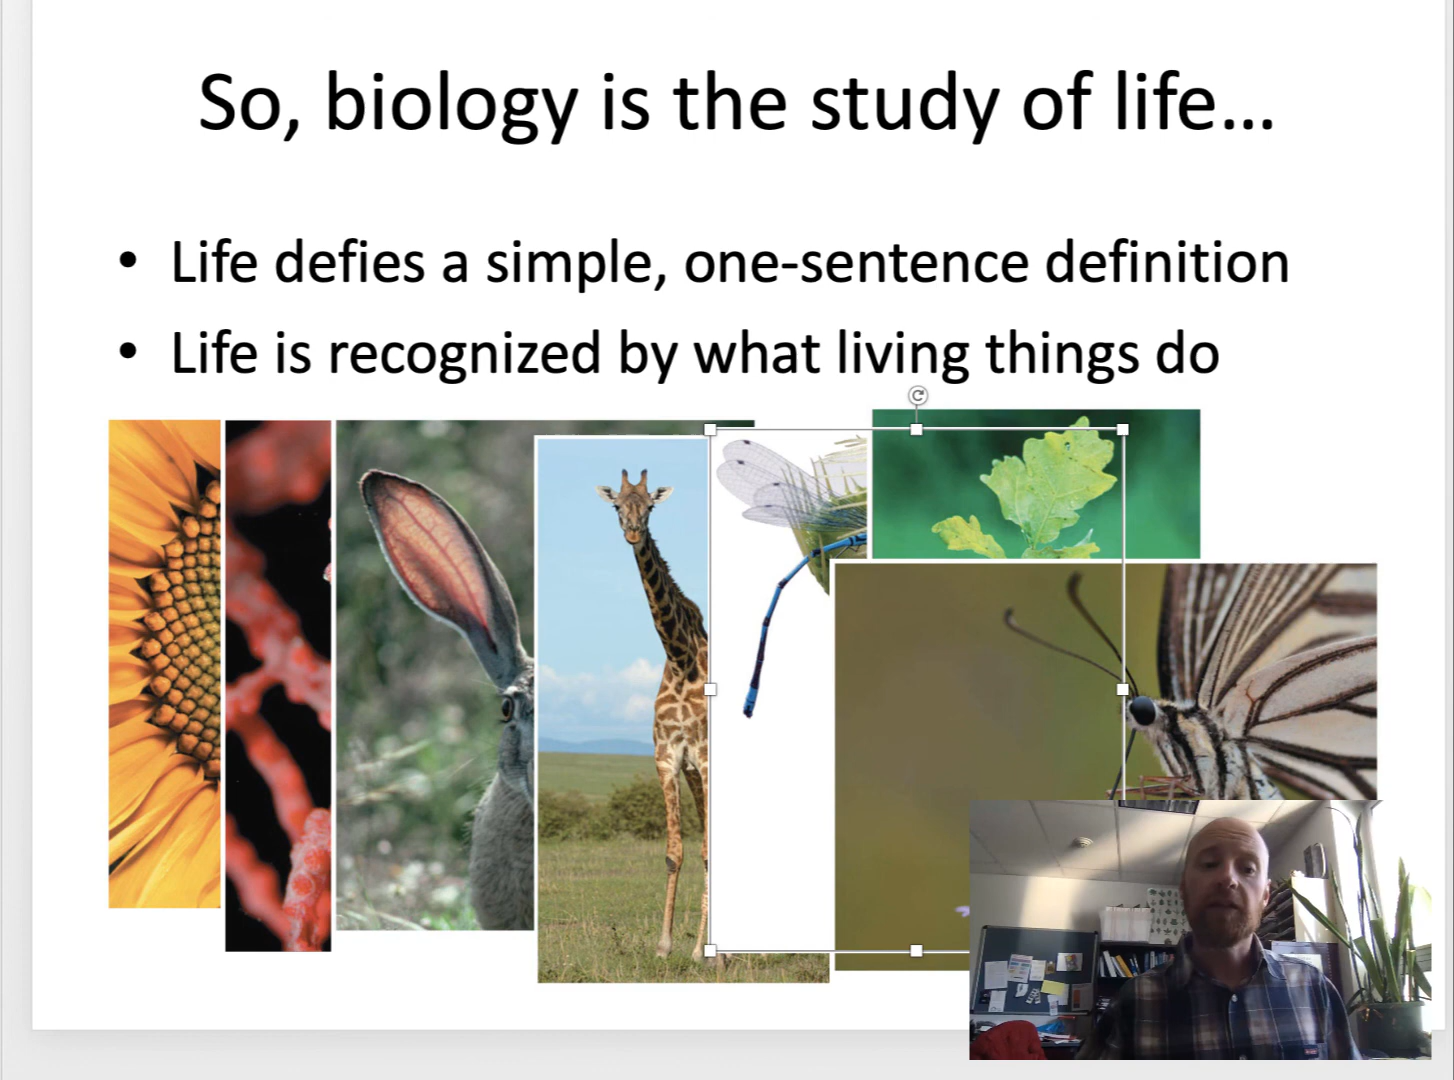 So, biology is the study of life...
• Life defies a simple, one-sentence definition
• Life is recognized by what living things do